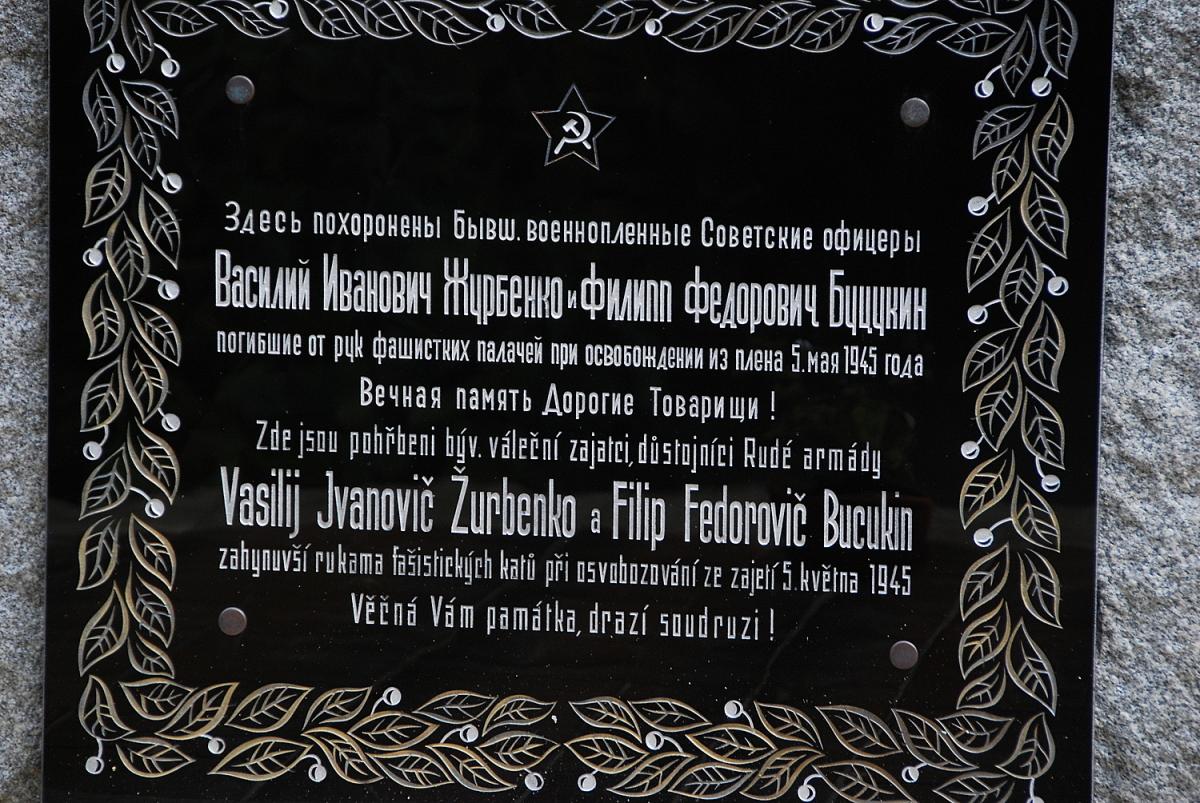 Здесь похоронены Бывш. военнопленные Советские офицеры
Василий Иванович Журбенко и Филипп Федорович Буцукин
погибшие от рук фашистких палачей при освобождении из плена 5. мая 1945 года
Вечная память Дорогие Товарищи !
Zde jsou pohřbeni býv. váleční zajatci, důstojníci Rudé armády
Vasilij Jvanovič Žurbenko a Filip Fedorovič Bucukin
zahynuvší rukama fašistických katů při osvobozování ze zajetí 5. května 1945
Věčná Vám památka, drazí soudruzi !